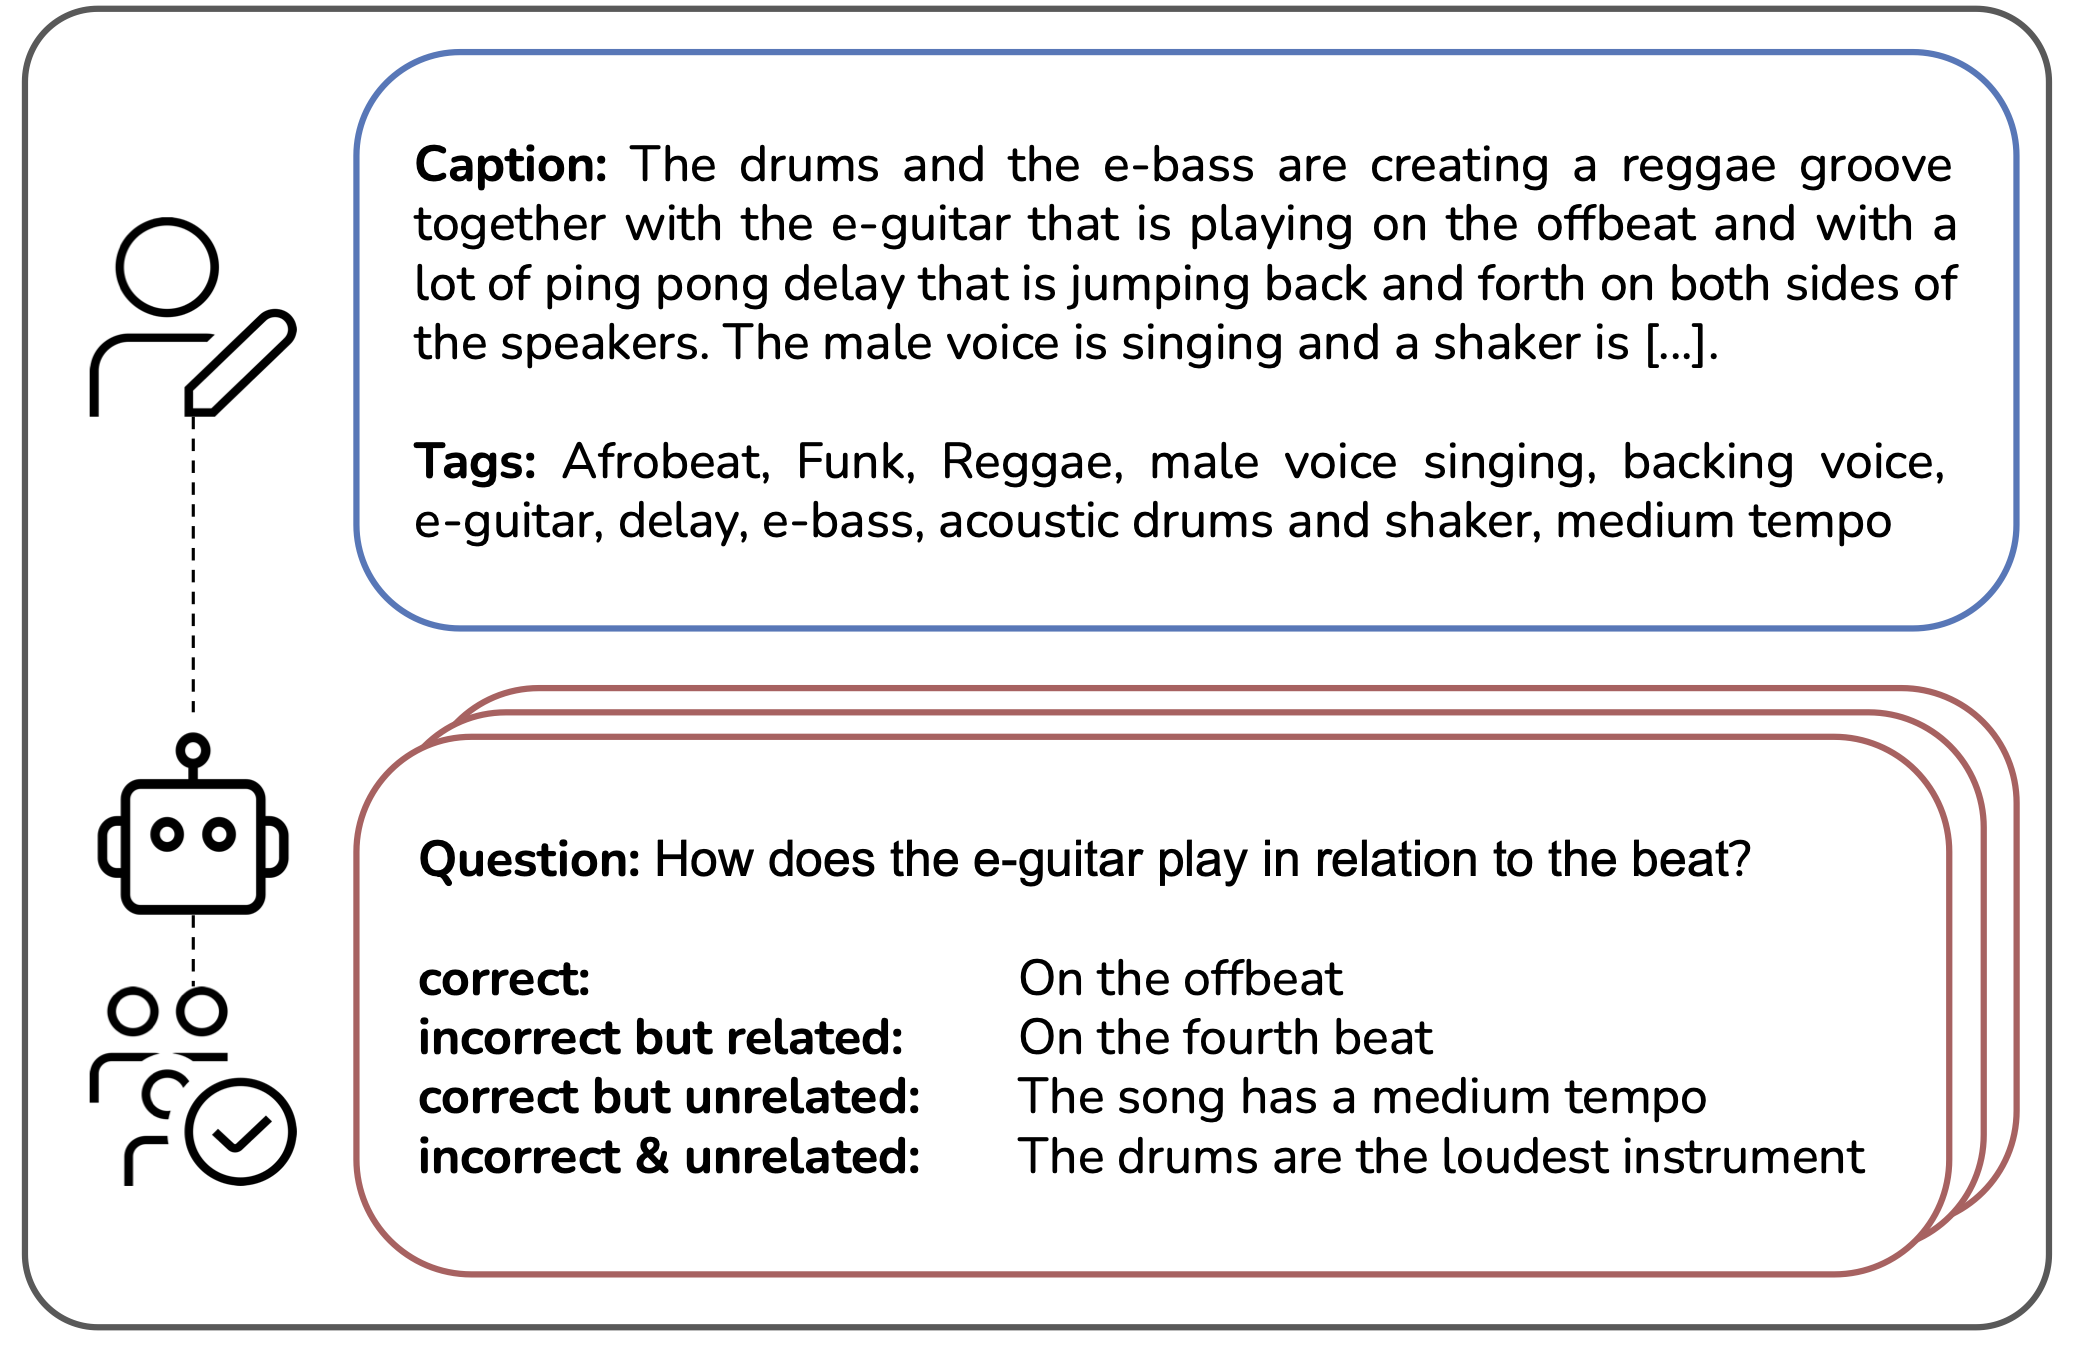 Caption: The drums and the e-bass are creating a reggae groove
together with the e-guitar that is playing on the offbeat and with a
lot of ping pong delay that is jumping back and forth on both sides of
the speakers. The male voice is singing and a shaker is [...].
Tags: Afrobeat, Funk, Reggae, male voice singing, backing voice,
e-guitar, delay, e-bass, acoustic drums and shaker, medium tempo
Question: How does the e-guitar play in relation to the beat?
correct: On the offbeat
incorrect but related: On the fourth beat
correct but unrelated: The song has a medium tempo
incorrect & unrelated: The drums are the loudest instrument